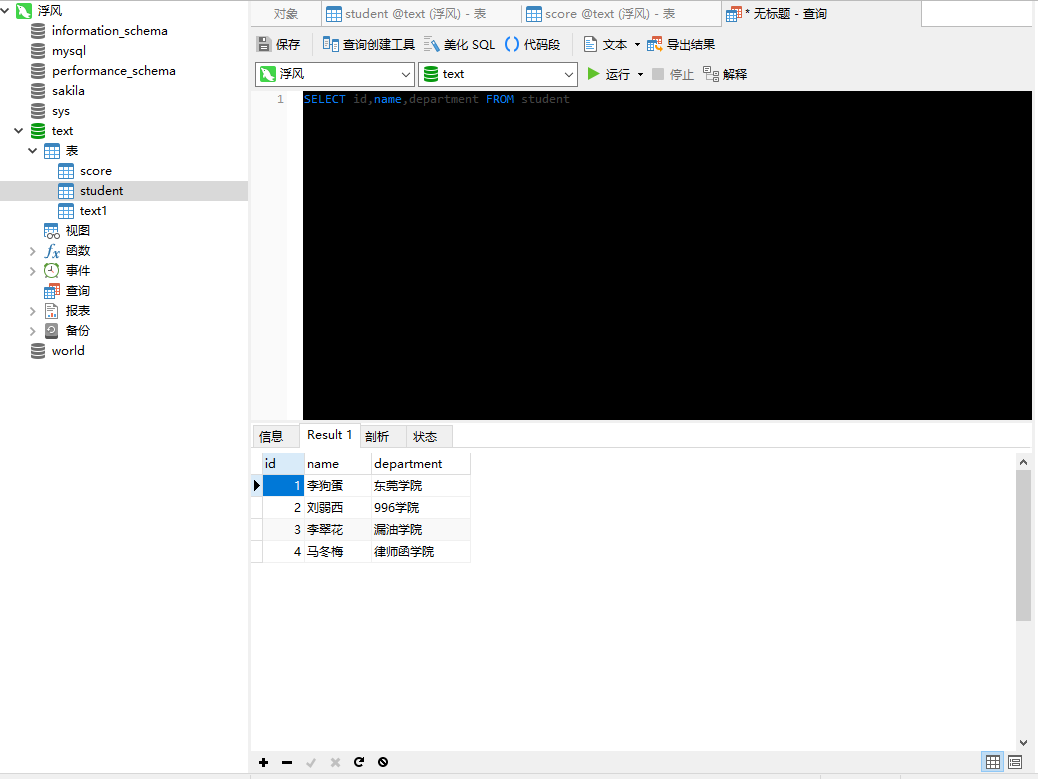 浮风
information_schema
mysql
performance_schema
sakila
sys
text
表
score
student
text1
视图
函数
事件
查询
报表
备份
world
对象 student @text (浮风) - 表 score @text (浮风) - 表 * 无标题 - 查询
保存 查询创建工具 美化 SQL () 代码段 文本 导出结果
浮风 text 运行 停止 解释
1 SELECT id,name,department FROM student
信息 Result 1 剖析 状态
id name department
1 李狗蛋 东莞学院
2 刘弱西 996学院
3 李翠花 漏油学院
4 马冬梅 律师函学院